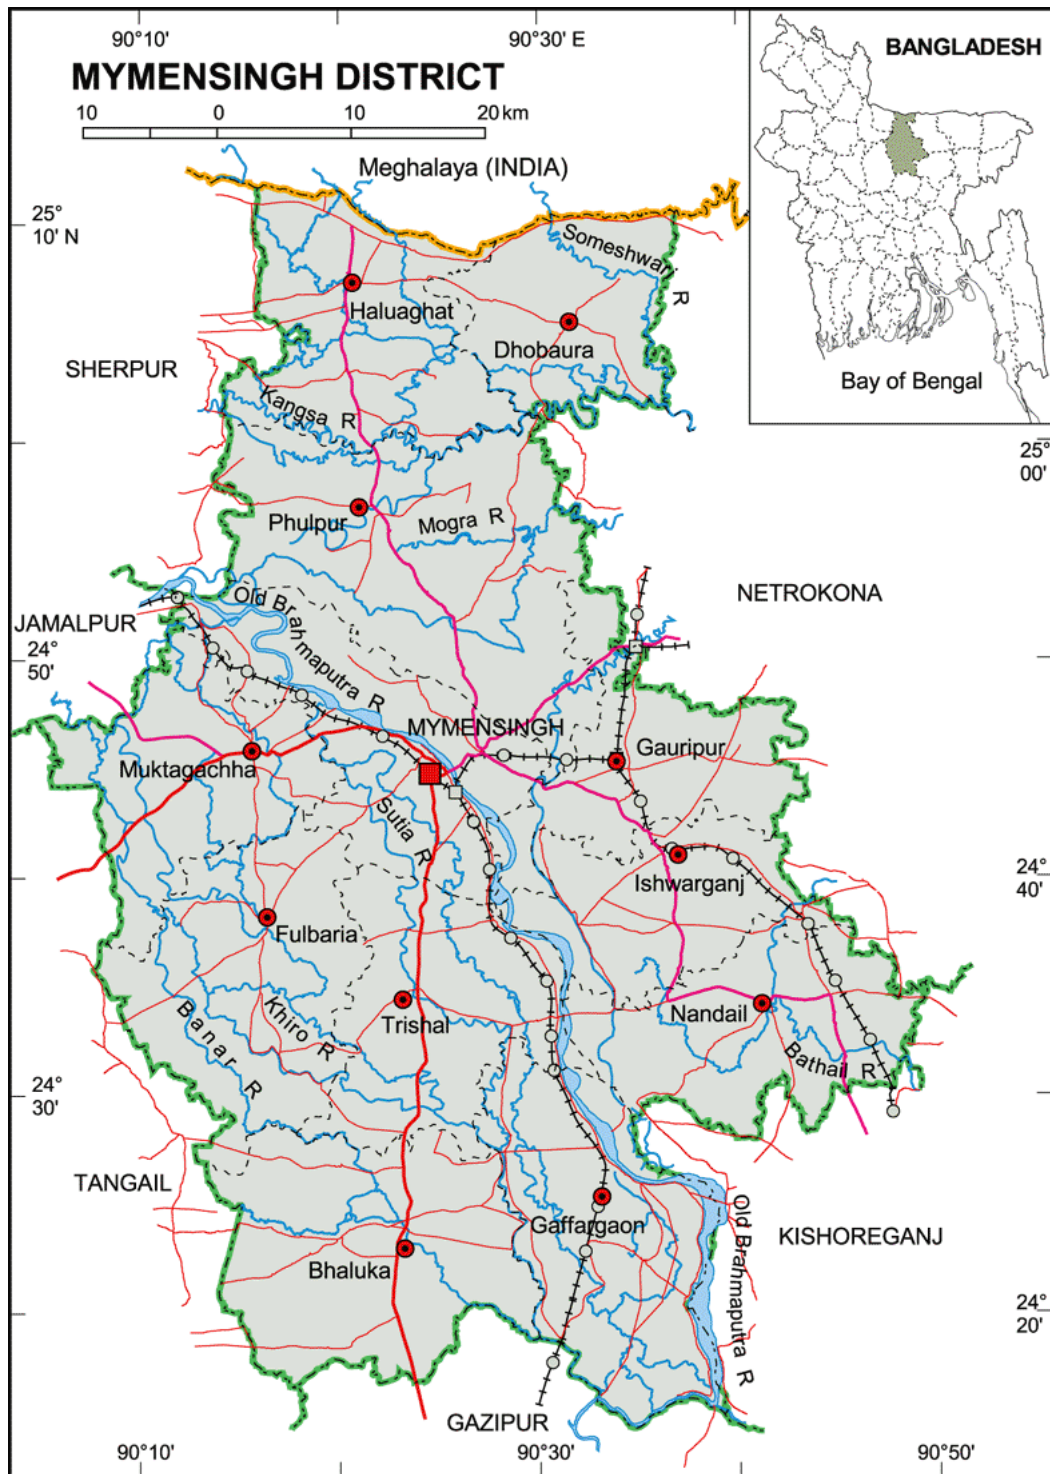 90°10'
90°30' E
BANGLADESH
MYMENSINGH DISTRICT
10 0 10 20 km
Meghalaya (INDIA)
25°
10' N
Someshwari R
Haluaghat
Dhobaura
SHERPUR
Bay of Bengal
Kangsa R
25°
00'
Phulpur
Mogra R
NETROKONA
Old Brahmaputra R
JAMALPUR
24°
50'
MYMENSINGH
Gauripur
Muktagachha
Sutia R
Ishwarganj
24°
40'
Fulbaria
Khiro R
Trishal
Nandail
Banar R
Bathail R
24°
30'
TANGAIL
Gaffargaon
Old Brahmaputra R
KISHOREGANJ
Bhaluka
24°
20'
GAZIPUR
90°10'
90°30'
90°50'